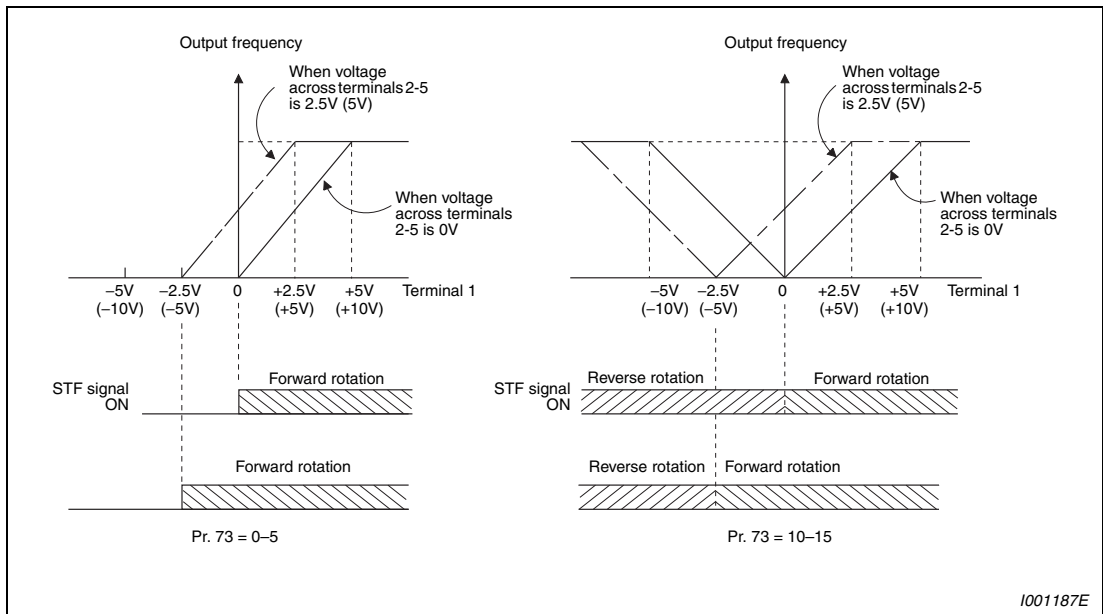 Output frequency
When voltage
across terminals 2-5
is 2.5V (5V)
When voltage
across terminals
2-5 is 0V
–5V
(–10V)
–2.5V
(–5V)
0
+2.5V
(+5V)
+5V
(+10V)
Terminal 1
STF signal
ON
Forward rotation
Forward rotation
Pr. 73 = 0–5
Output frequency
When voltage
across terminals 2-5
is 2.5V (5V)
When voltage
across terminals
2-5 is 0V
–5V
(–10V)
–2.5V
(–5V)
0
+2.5V
(+5V)
+5V
(+10V)
Terminal 1
STF signal
ON
Reverse rotation
Forward rotation
Reverse rotation
Forward rotation
Pr. 73 = 10–15
I001187E